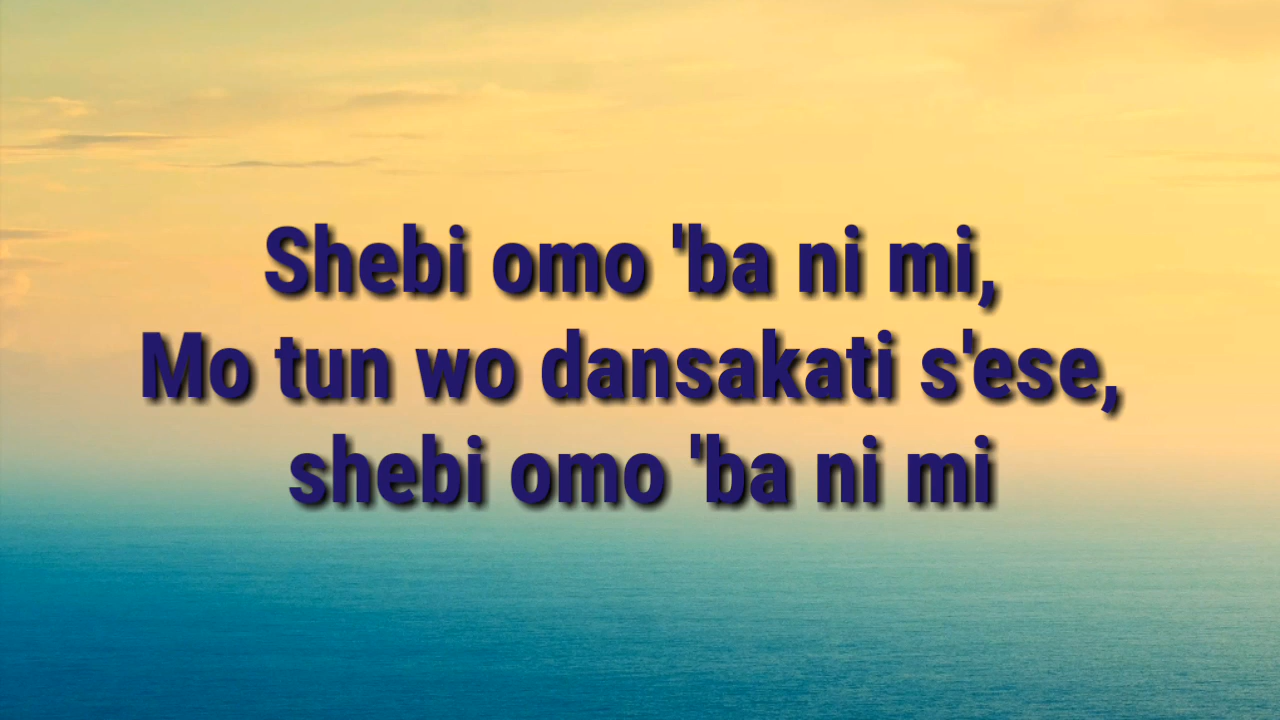 Shebi omo 'ba ni mi,
Mo tun wo dansakati s'ese,
shebi omo 'ba ni mi